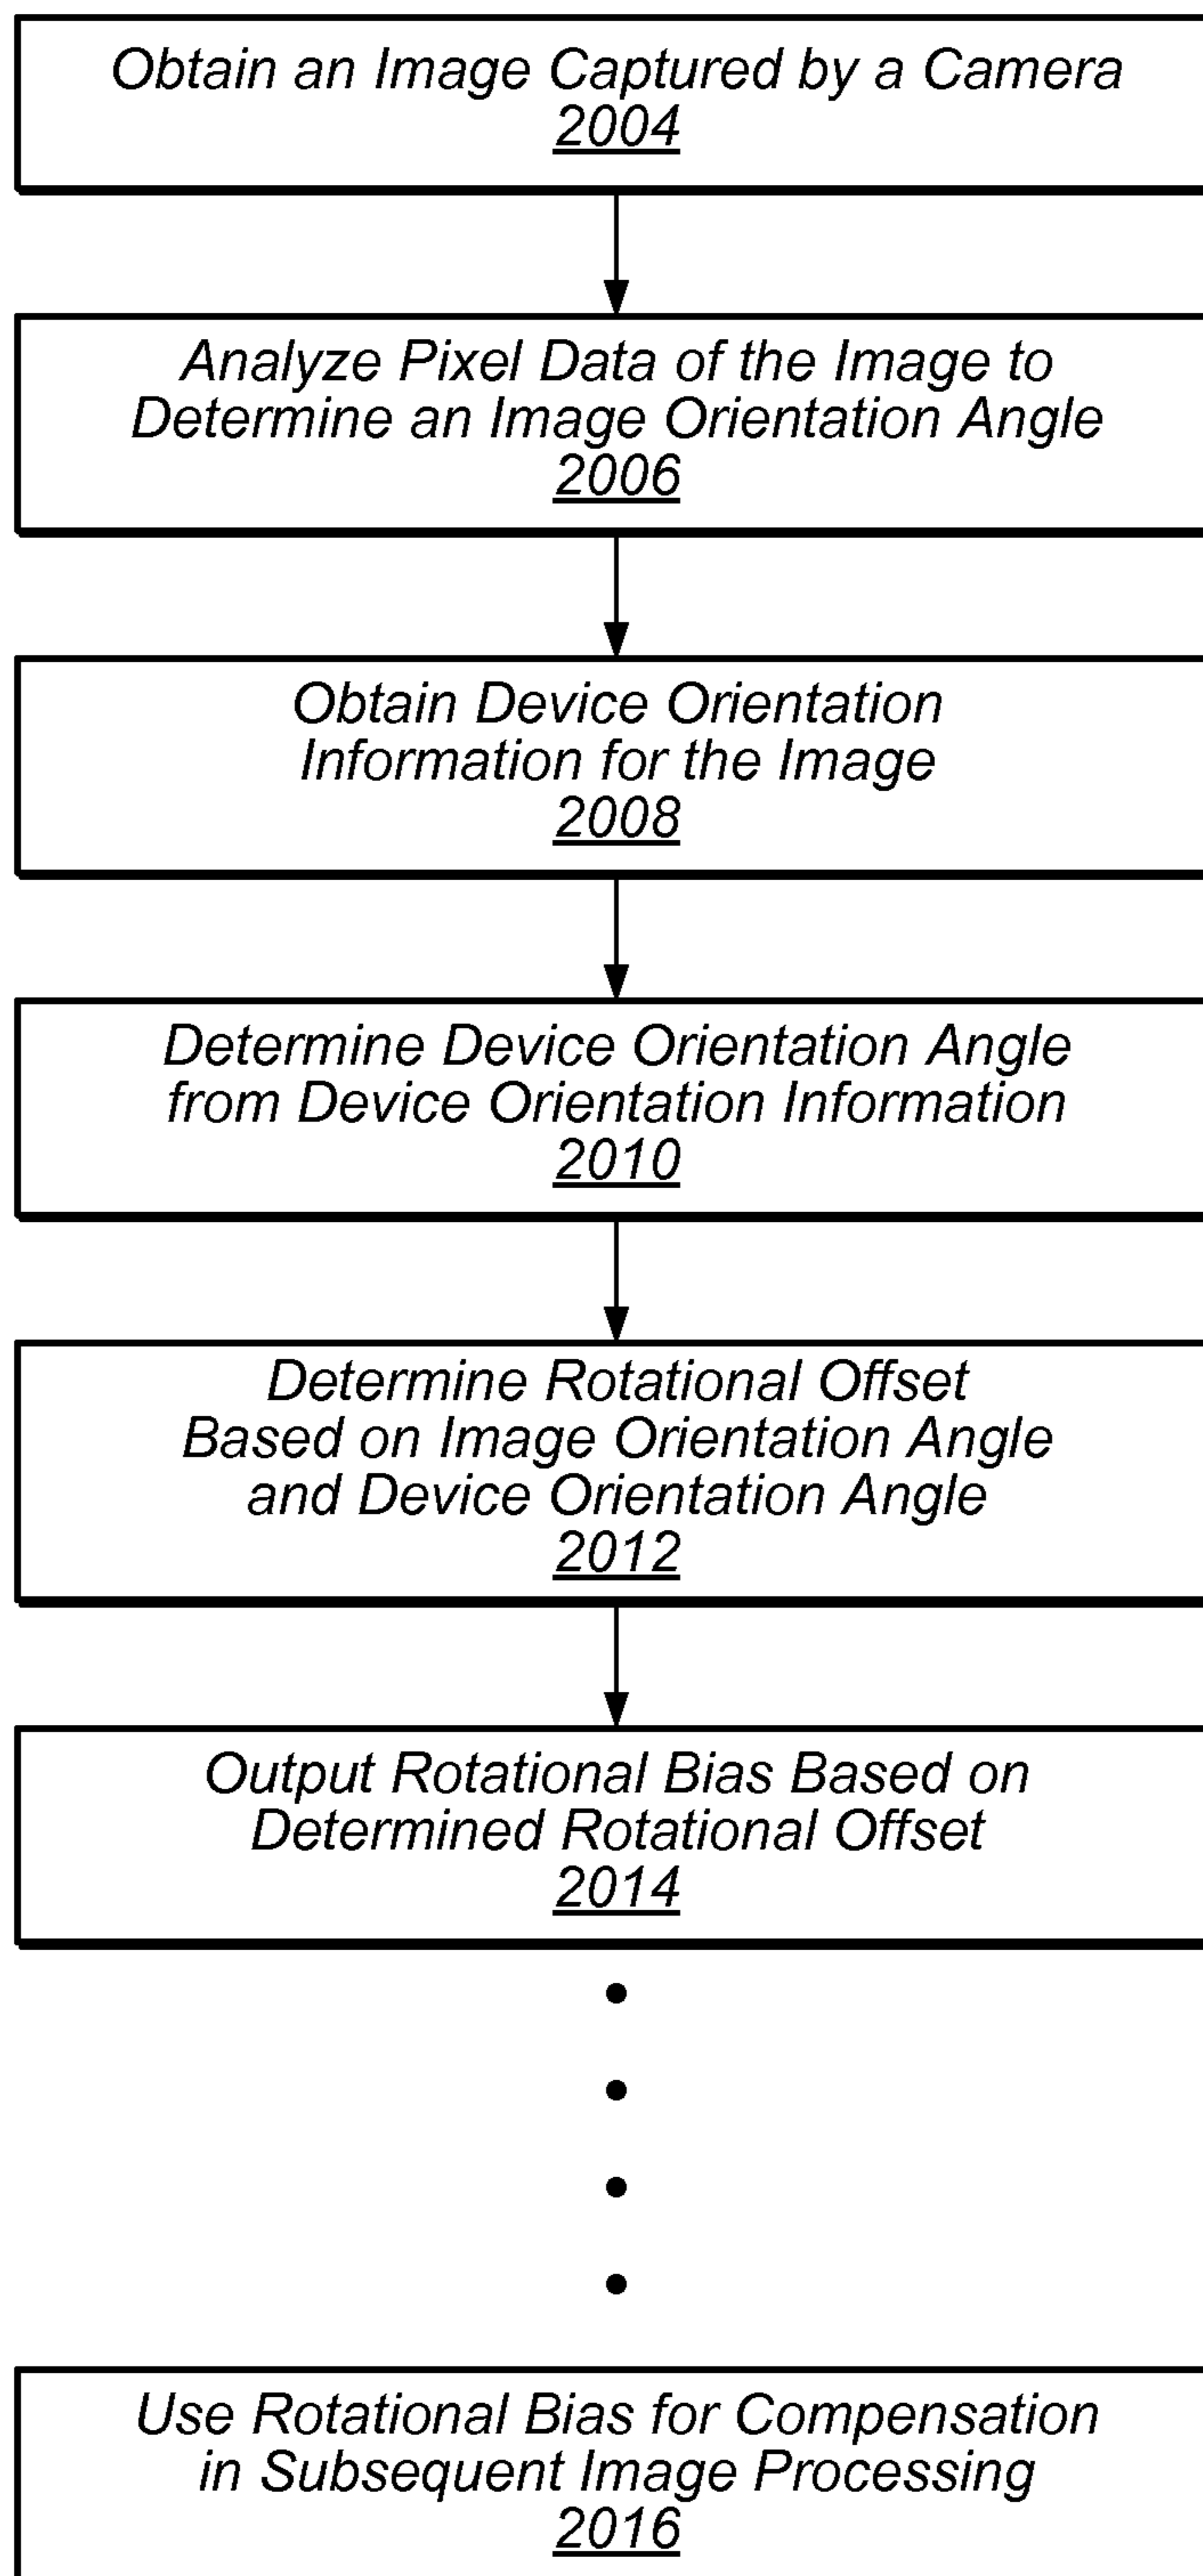 Obtain an Image Captured by a Camera
2004
Analyze Pixel Data of the Image to
Determine an Image Orientation Angle
2006
Obtain Device Orientation
Information for the Image
2008
Determine Device Orientation Angle
from Device Orientation Information
2010
Determine Rotational Offset
Based on Image Orientation Angle
and Device Orientation Angle
2012
Output Rotational Bias Based on
Determined Rotational Offset
2014
Use Rotational Bias for Compensation
in Subsequent Image Processing
2016